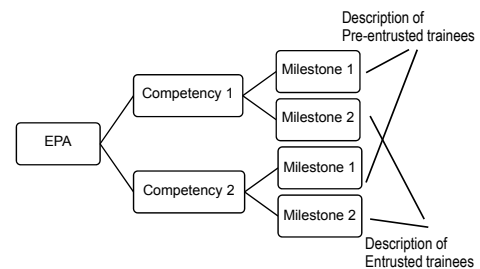 Description of
Pre-entrusted trainees
Milestone 1
Competency 1
Milestone 2
EPA
Milestone 1
Competency 2
Milestone 2
Description of
Entrusted trainees